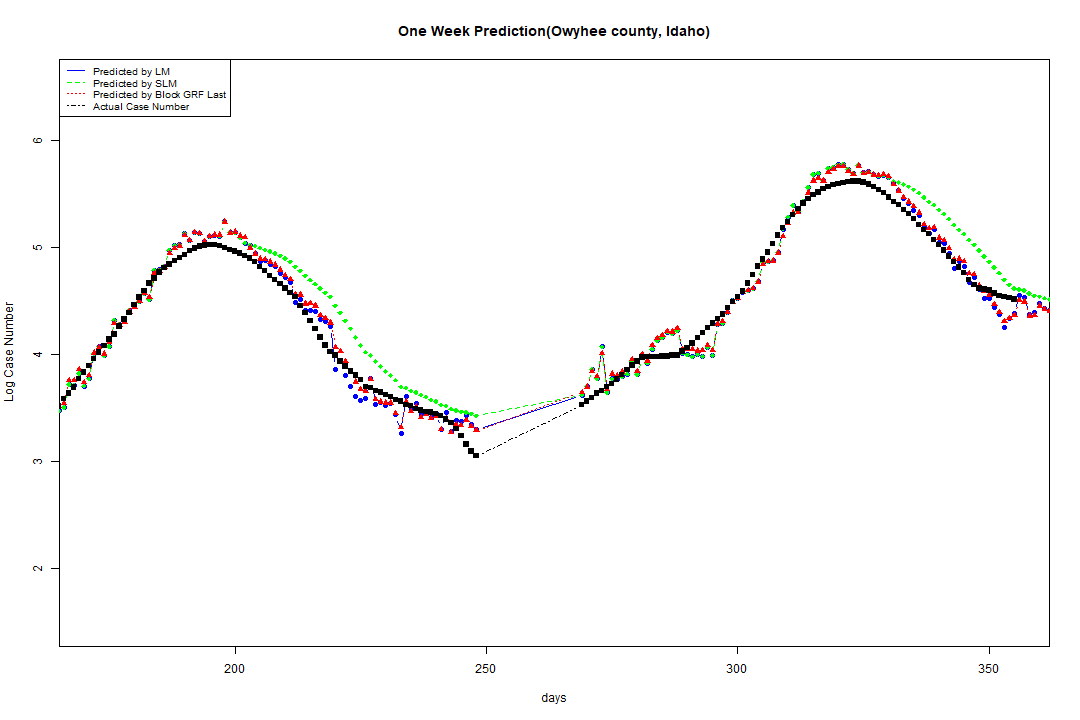 One Week Prediction(Owyhee county, Idaho)
Predicted by LM
Predicted by SLM
Predicted by Block GRF Last
Actual Case Number
6
5
4
3
2
Log Case Number
200 250 300 350
days